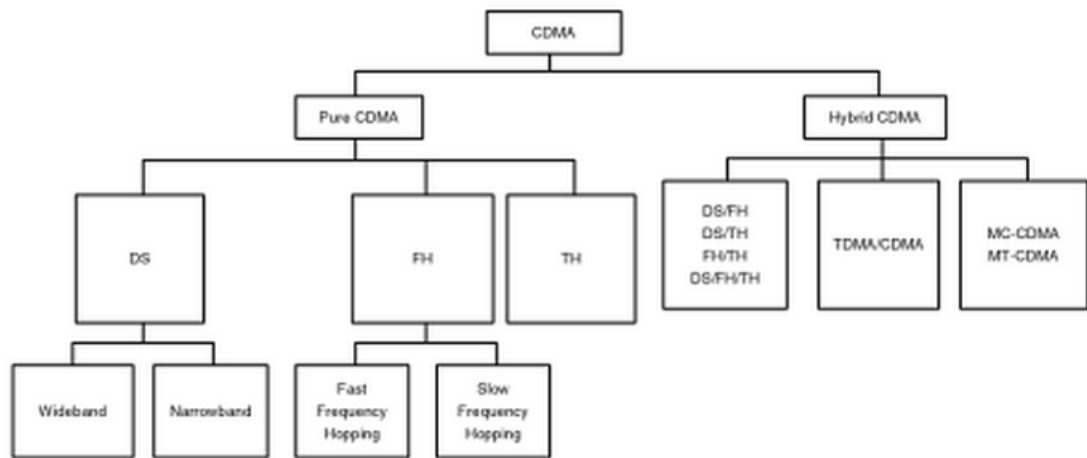 CDMA
Pure CDMA
Hybrid CDMA
DS
FH
TH
DS/FH
DS/TH
FH/TH
DS/FH/TH
TDMA/CDMA
MC-CDMA
MT-CDMA
Wideband
Narrowband
Fast
Frequency
Hopping
Slow
Frequency
Hopping